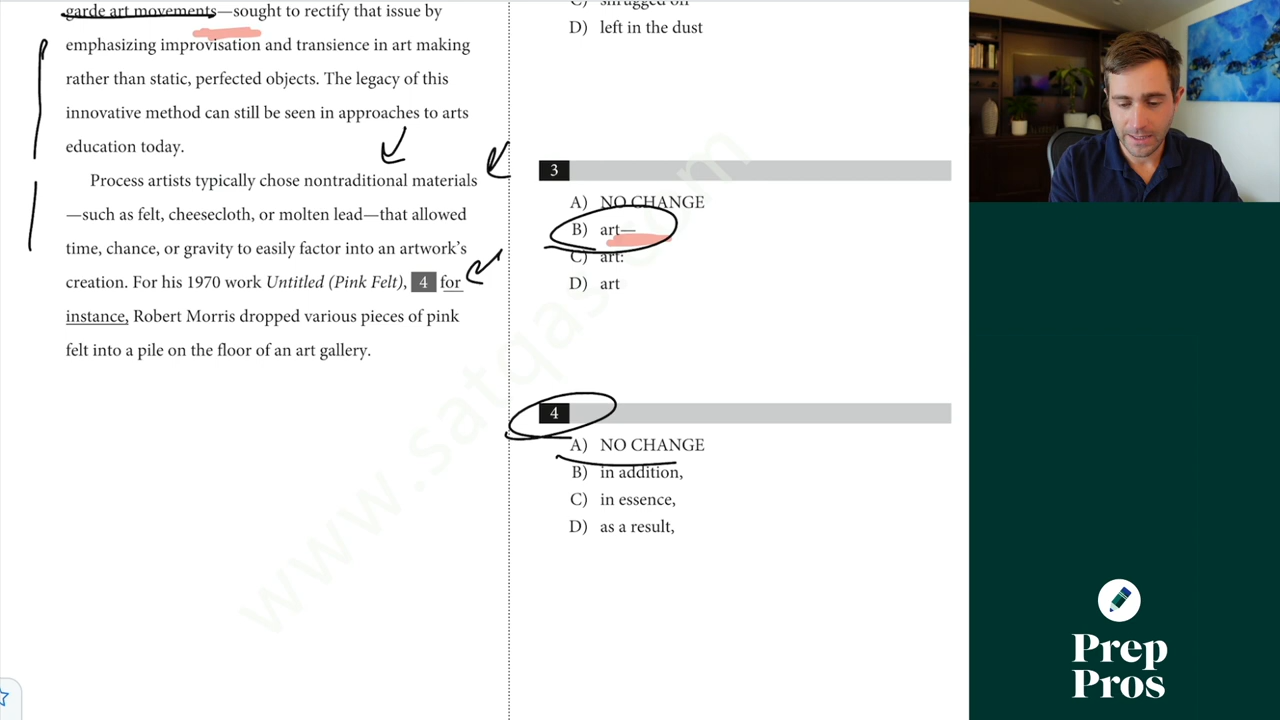 garde art movements—sought to rectify that issue by
emphasizing improvisation and transience in art making
rather than static, perfected objects. The legacy of this
innovative method can still be seen in approaches to arts
education today.
Process artists typically chose nontraditional materials
—such as felt, cheesecloth, or molten lead—that allowed
time, chance, or gravity to easily factor into an artwork’s
creation. For his 1970 work Untitled (Pink Felt), 4 for
instance, Robert Morris dropped various pieces of pink
felt into a pile on the floor of an art gallery.
C) shrugged off
D) left in the dust
3
A) NO CHANGE
B) art—
C) art:
D) art
4
A) NO CHANGE
B) in addition,
C) in essence,
D) as a result,
Prep
Pros